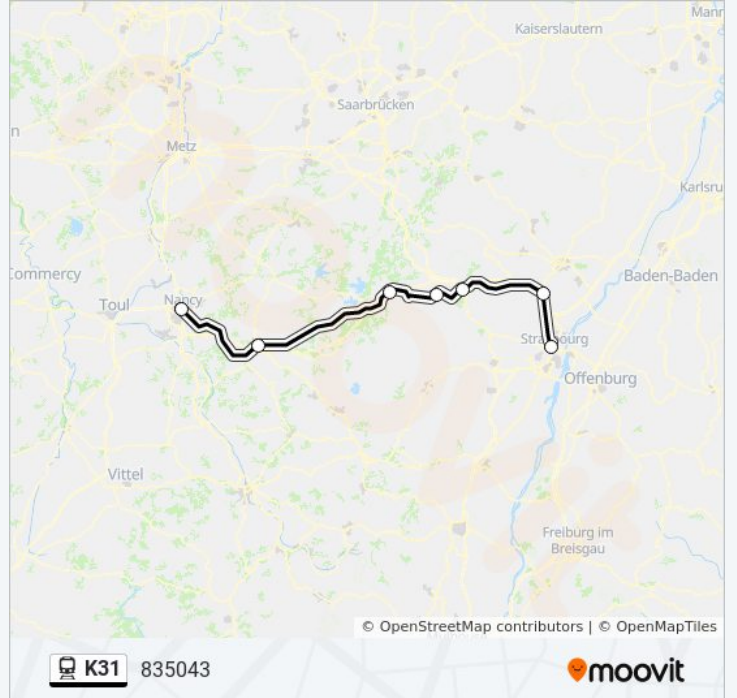 Mann
Kaiserslautern
Saarbrücken
n
Metz
Karlsru
Commercy
Nancy
Baden-Baden
Toul
Strasbourg
Offenburg
Vittel
Freiburg im
Breisgau
© OpenStreetMap contributors | © OpenMapTiles
K31 835043 moovit